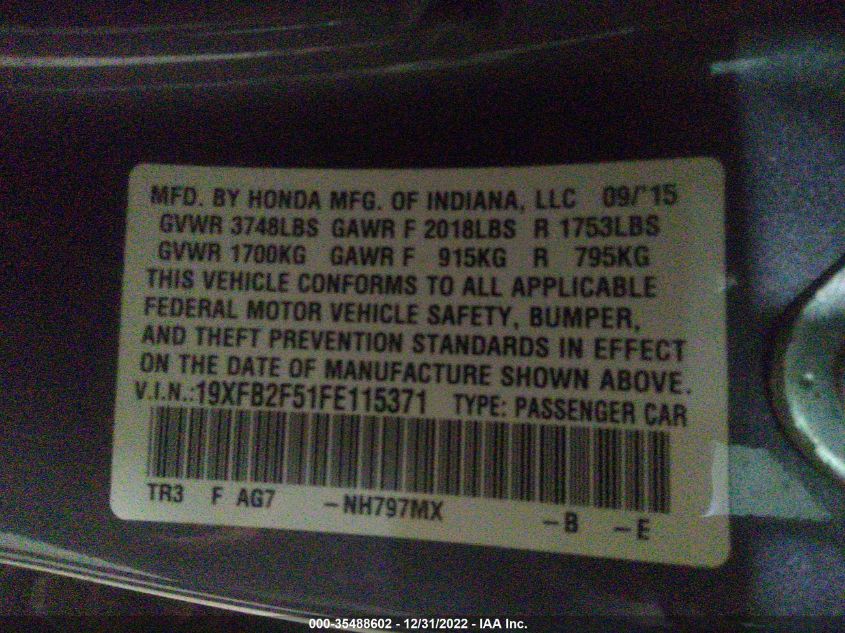 MFD. BY HONDA MFG. OF INDIANA, LLC 09/'15
GVWR 3748LBS GAWR F 2018LBS R 1753LBS
GVWR 1700KG GAWR F 915KG R 795KG
THIS VEHICLE CONFORMS TO ALL APPLICABLE
FEDERAL MOTOR VEHICLE SAFETY, BUMPER,
AND THEFT PREVENTION STANDARDS IN EFFECT
ON THE DATE OF MANUFACTURE SHOWN ABOVE.
V.I.N.:19XFB2F51FE115371 TYPE: PASSENGER CAR
TR3 F AG7 -NH797MX -B -E
000-35488602 - 12/31/2022 - IAA Inc.